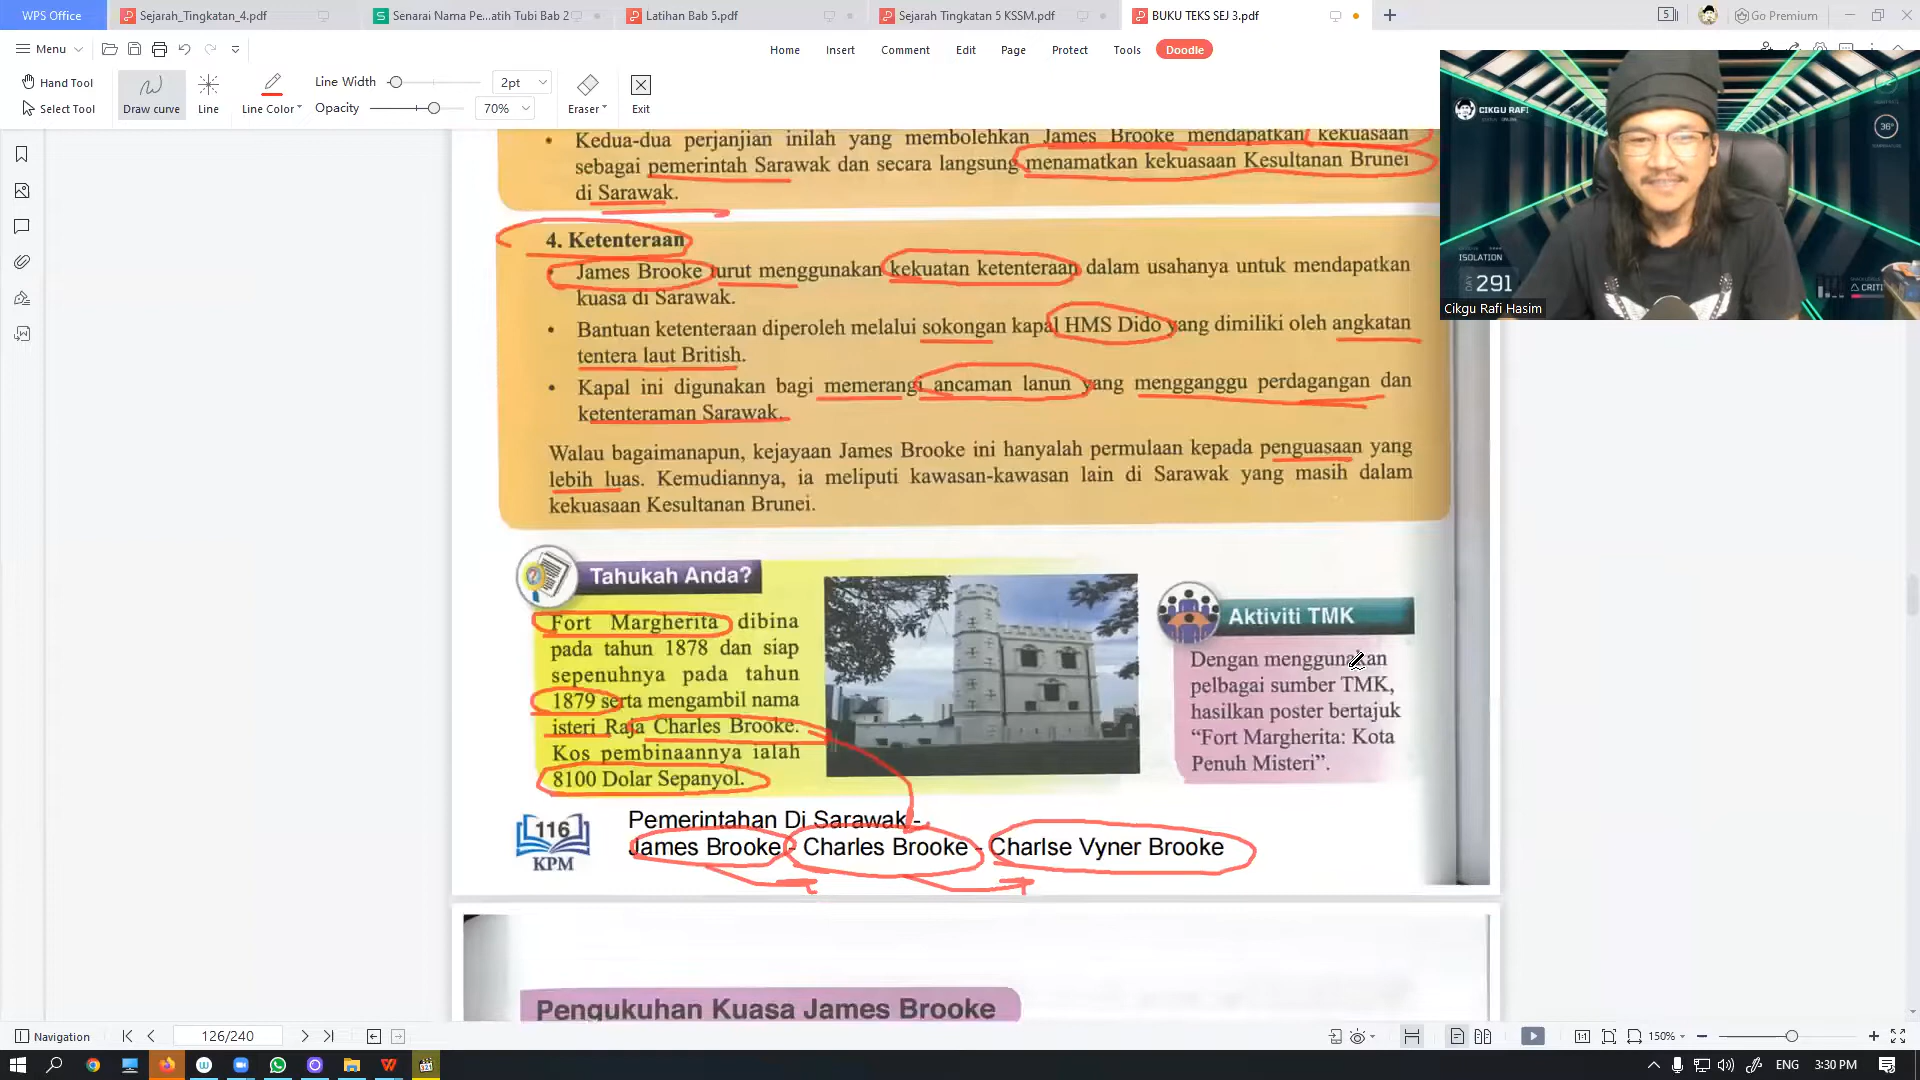 WPS Office
Sejarah_Tingkatan_4.pdf
Senarai Nama Pe...atih Tubi Bab 2
Latihan Bab 5.pdf
Sejarah Tingkatan 5 KSSM.pdf
BUKU TEKS SEJ 3.pdf
5
Go Premium
Menu
Home
Insert
Comment
Edit
Page
Protect
Tools
Doodle
Hand Tool
Select Tool
Draw curve
Line
Line Color
Line Width
2pt
Opacity
70%
Eraser
Exit
Kedua-dua perjanjian inilah yang membolehkan James Brooke mendapatkan kekuasaan
sebagai pemerintah Sarawak dan secara langsung menamatkan kekuasaan Kesultanan Brunei
di Sarawak.
4. Ketenteraan
James Brooke turut menggunakan kekuatan ketenteraan dalam usahanya untuk mendapatkan
kuasa di Sarawak.
Bantuan ketenteraan diperoleh melalui sokongan kapal HMS Dido yang dimiliki oleh angkatan
tentera laut British.
Kapal ini digunakan bagi memerangi ancaman lanun yang mengganggu perdagangan dan
ketenteraman Sarawak.
Walau bagaimanapun, kejayaan James Brooke ini hanyalah permulaan kepada penguasaan yang
lebih luas. Kemudiannya, ia meliputi kawasan-kawasan lain di Sarawak yang masih dalam
kekuasaan Kesultanan Brunei.
Tahukah Anda?
Fort Margherita dibina
pada tahun 1878 dan siap
sepenuhnya pada tahun
1879 serta mengambil nama
isteri Raja Charles Brooke.
Kos pembinaannya ialah
8100 Dolar Sepanyol.
Aktiviti TMK
Dengan menggunakan
pelbagai sumber TMK,
hasilkan poster bertajuk
“Fort Margherita: Kota
Penuh Misteri”.
116
KPM
Pemerintahan Di Sarawak -
James Brooke - Charles Brooke - Charlse Vyner Brooke
Pengukuhan Kuasa James Brooke
CIKGU RAFI
36°
ISOLATION
DAY 291
CRITI
Cikgu Rafi Hasim
Navigation
126/240
150%
ENG
3:30 PM